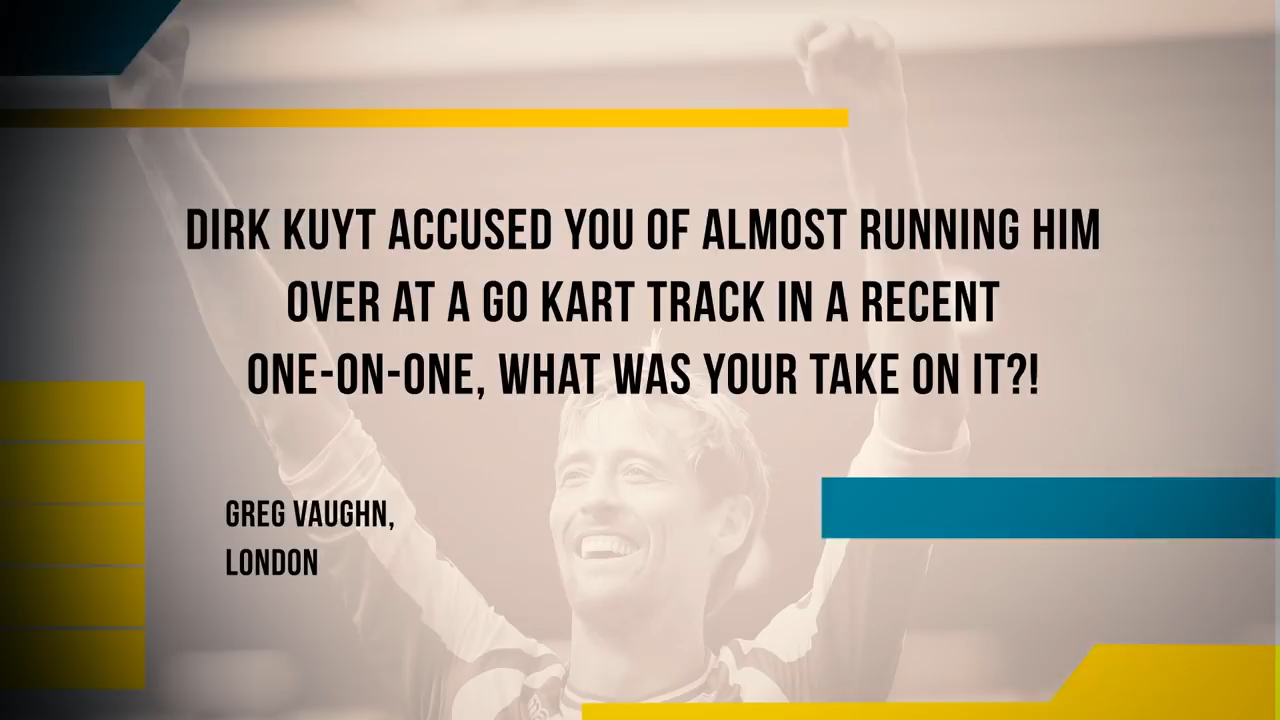 DIRK KUYT ACCUSED YOU OF ALMOST RUNNING HIM
OVER AT A GO KART TRACK IN A RECENT
ONE-ON-ONE, WHAT WAS YOUR TAKE ON IT?!
GREG VAUGHN,
LONDON